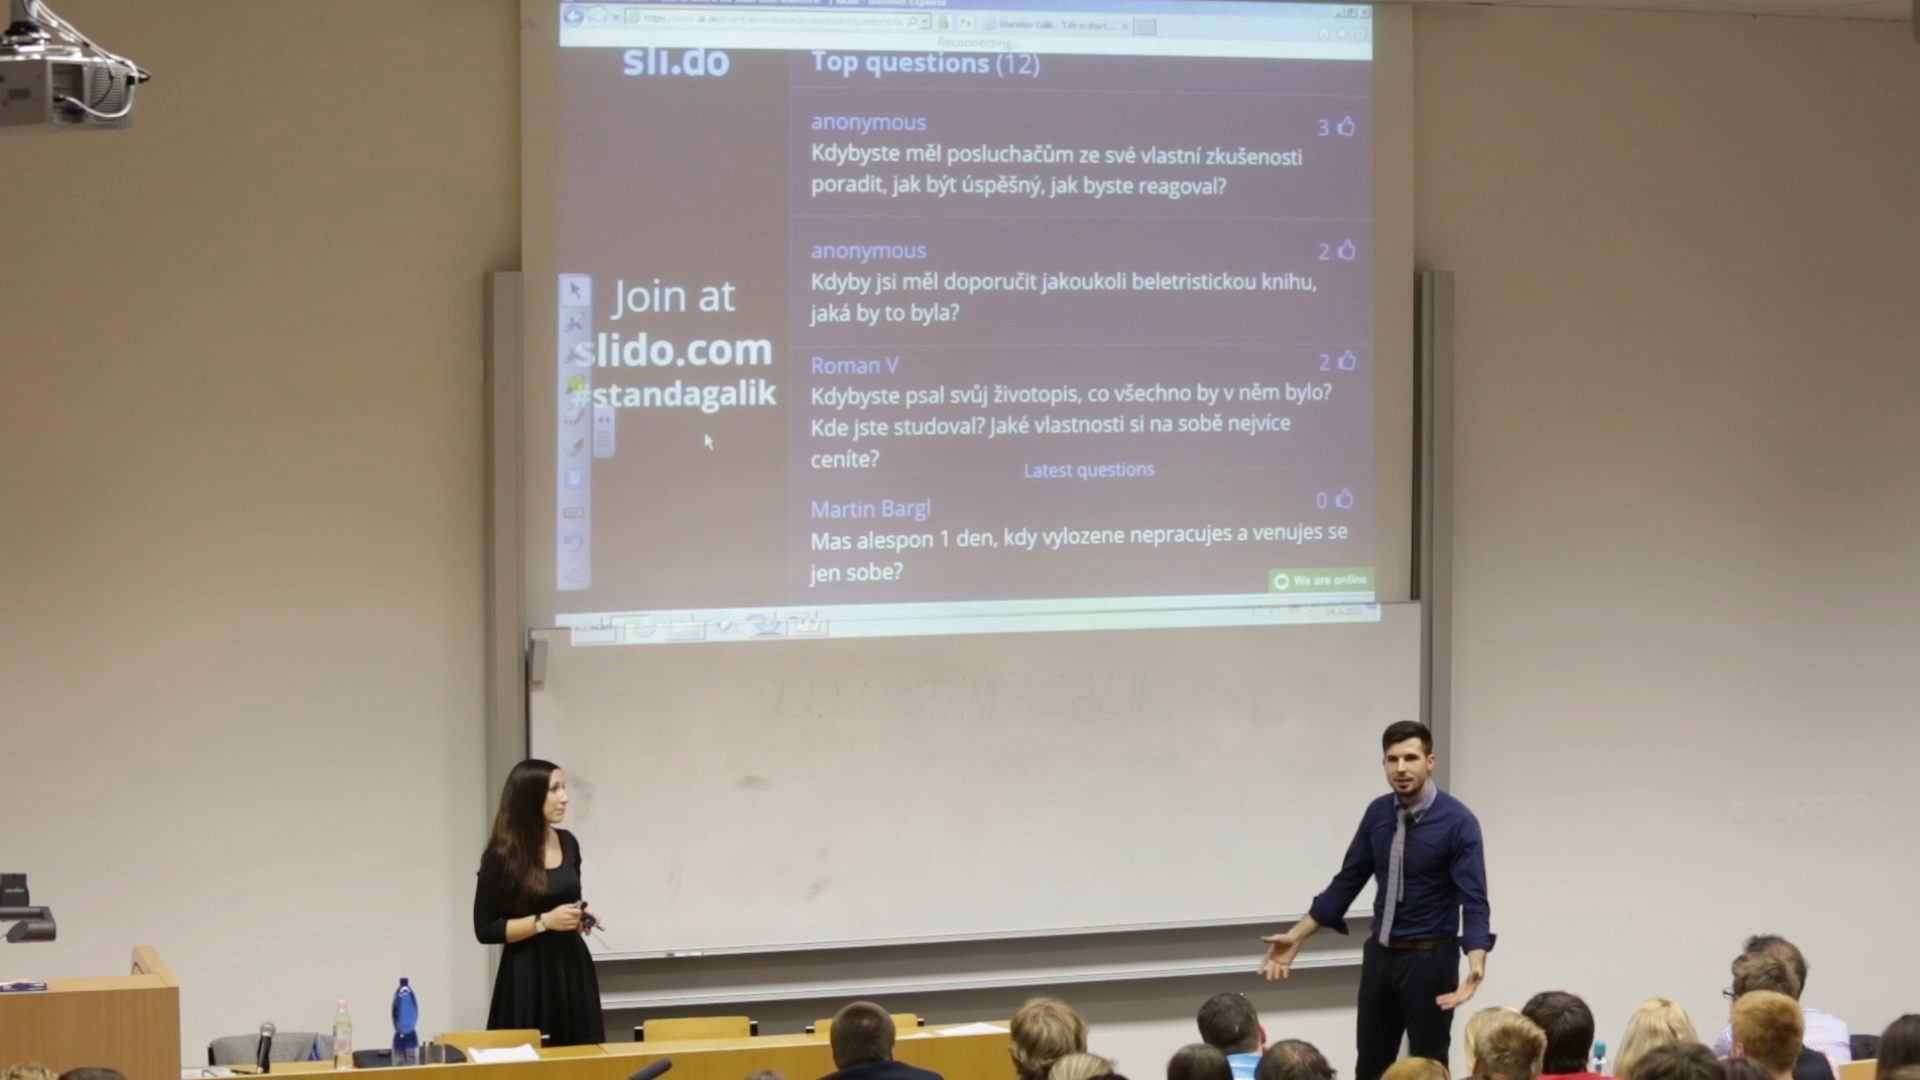 Reconnecting...
sli.do
Top questions (12)
anonymous
3
Kdybyste měl posluchačům ze své vlastní zkušenosti
poradit, jak být úspěšný, jak byste reagoval?
anonymous
2
Kdyby jsi měl doporučit jakoukoli beletristickou knihu,
jaká by to byla?
Join at
slido.com
#standagalik
Roman V
2
Kdybyste psal svůj životopis, co všechno by v něm bylo?
Kde jste studoval? Jaké vlastnosti si na sobě nejvíce
ceníte?
Latest questions
Martin Bargl
0
Mas alespon 1 den, kdy vylozene nepracujes a venujes se
jen sobe?
We are online